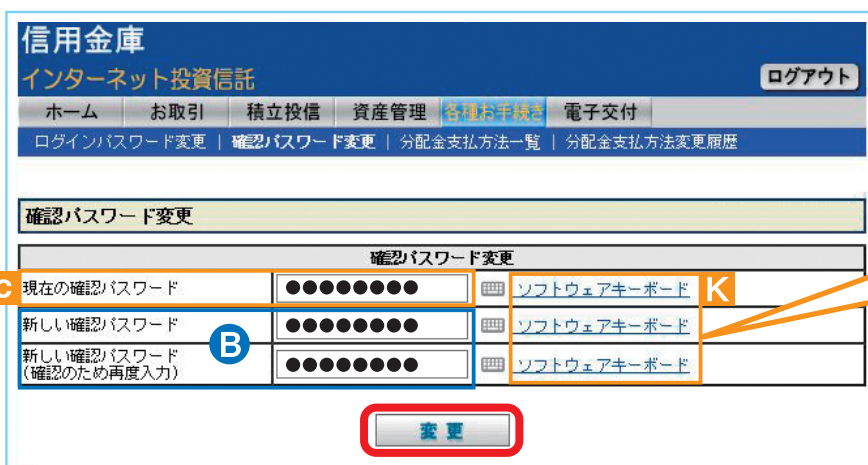 信用金庫
インターネット投資信託
ログアウト
ホーム お取引 積立投信 資産管理 各種お手続き 電子交付
ログインパスワード変更 | 確認パスワード変更 | 分配金支払方法一覧 | 分配金支払方法変更履歴
確認パスワード変更
確認パスワード変更
C 現在の確認パスワード ●●●●●●●● ソフトウェアキーボード K
新しい確認パスワード B ●●●●●●●● ソフトウェアキーボード
新しい確認パスワード
(確認のため再度入力) ●●●●●●●● ソフトウェアキーボード
変更